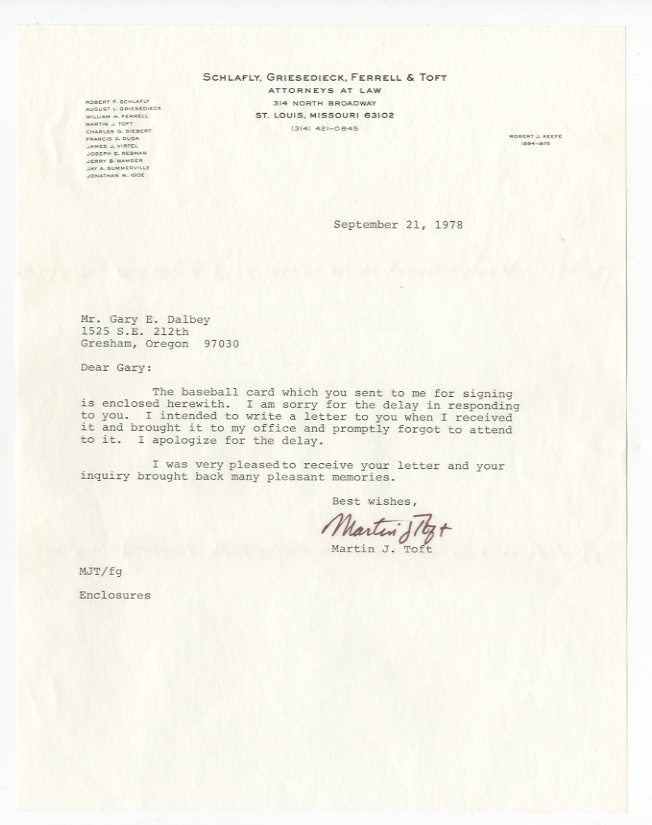 SCHLAFLY, GRIESEDIECK, FERRELL & TOFT
ATTORNEYS AT LAW
314 NORTH BROADWAY
ST. LOUIS, MISSOURI 63102
(314) 421-0845
ROBERT F. SCHLAFLY
AUGUST L. GRIESEDIECK
WILLIAM H. FERRELL
MARTIN J. TOFT
CHARLES G. SIEBERT
FRANCIS X. DUDA
JAMES J. VIRTEL
JOSEPH E. REBMAN
JERRY B. WAMSER
JAY A. SUMMERVILLE
JONATHAN W. IGOE
ROBERT J. KEEFE
1894-1975
September 21, 1978
Mr. Gary E. Dalbey
1525 S.E. 212th
Gresham, Oregon 97030
Dear Gary:
The baseball card which you sent to me for signing
is enclosed herewith. I am sorry for the delay in responding
to you. I intended to write a letter to you when I received
it and brought it to my office and promptly forgot to attend
to it. I apologize for the delay.
I was very pleasedto receive your letter and your
inquiry brought back many pleasant memories.
Best wishes,
Martin J Toft
Martin J. Toft
MJT/fg
Enclosures